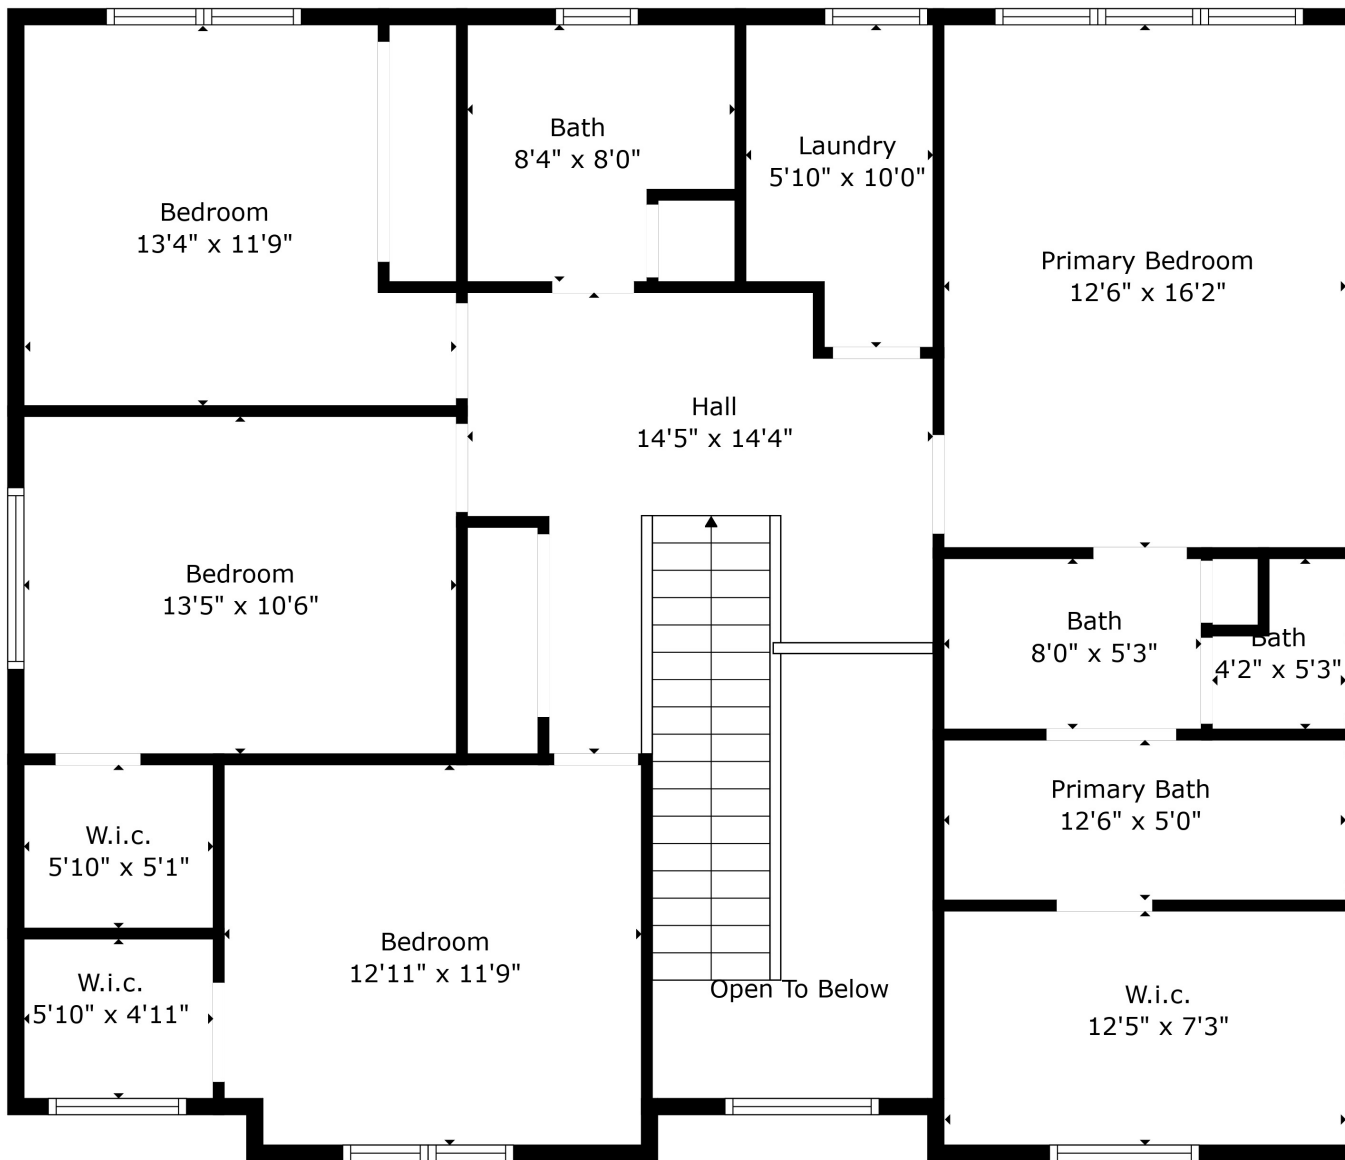 Bath
8'4" x 8'0"
Laundry
5'10" x 10'0"
Bedroom
13'4" x 11'9"
Primary Bedroom
12'6" x 16'2"
Hall
14'5" x 14'4"
Bedroom
13'5" x 10'6"
Bath
8'0" x 5'3"
Bath
4'2" x 5'3"
Primary Bath
12'6" x 5'0"
W.i.c.
5'10" x 5'1"
Bedroom
12'11" x 11'9"
W.i.c.
5'10" x 4'11"
Open To Below
W.i.c.
12'5" x 7'3"